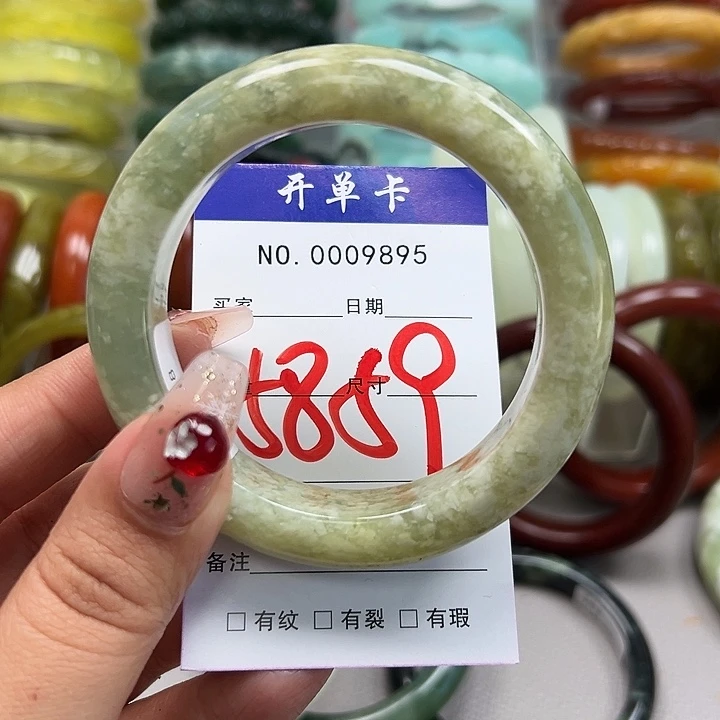 开单卡
NO. 0009895
买家 日期
尺寸
5859
备注
□ 有纹 □ 有裂 □ 有瑕